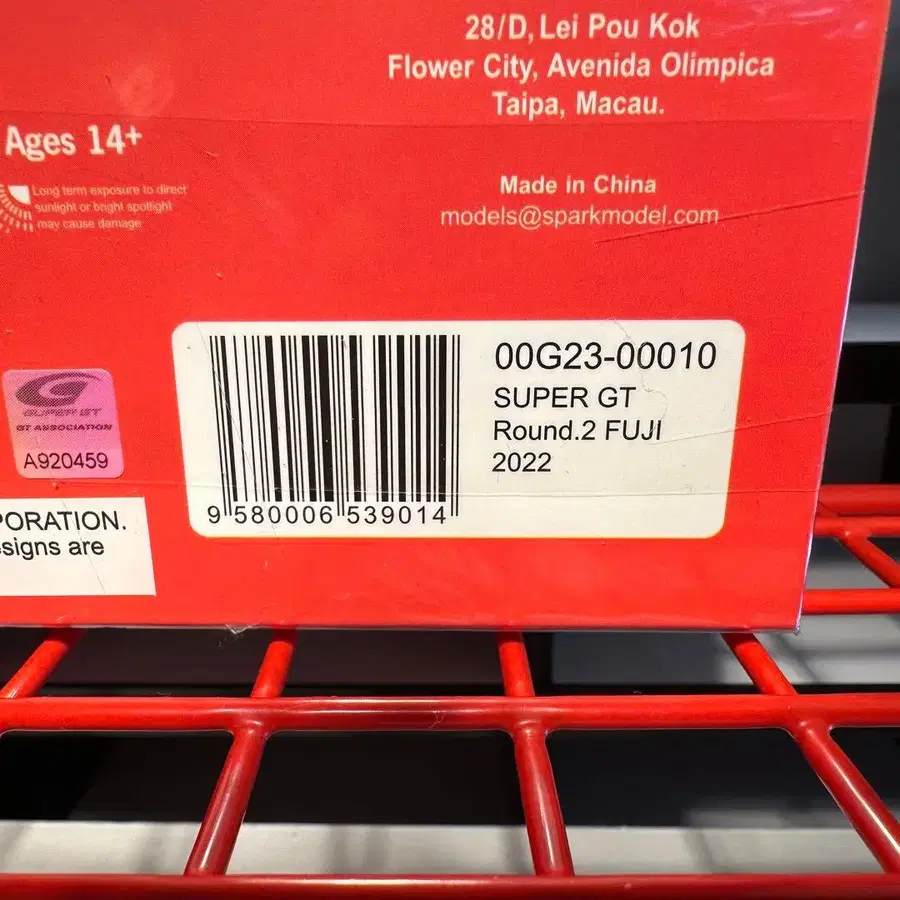 28/D, Lei Pou Kok
Flower City, Avenida Olimpica
Taipa, Macau.
Ages 14+
Long term exposure to direct
sunlight or bright spotlight
may cause damage
Made in China
models@sparkmodel.com
00G23-00010
SUPER GT
Round.2 FUJI
2022
9 580006 539014
SUPER GT
GT ASSOCIATION
A920459
PORATION.
signs are